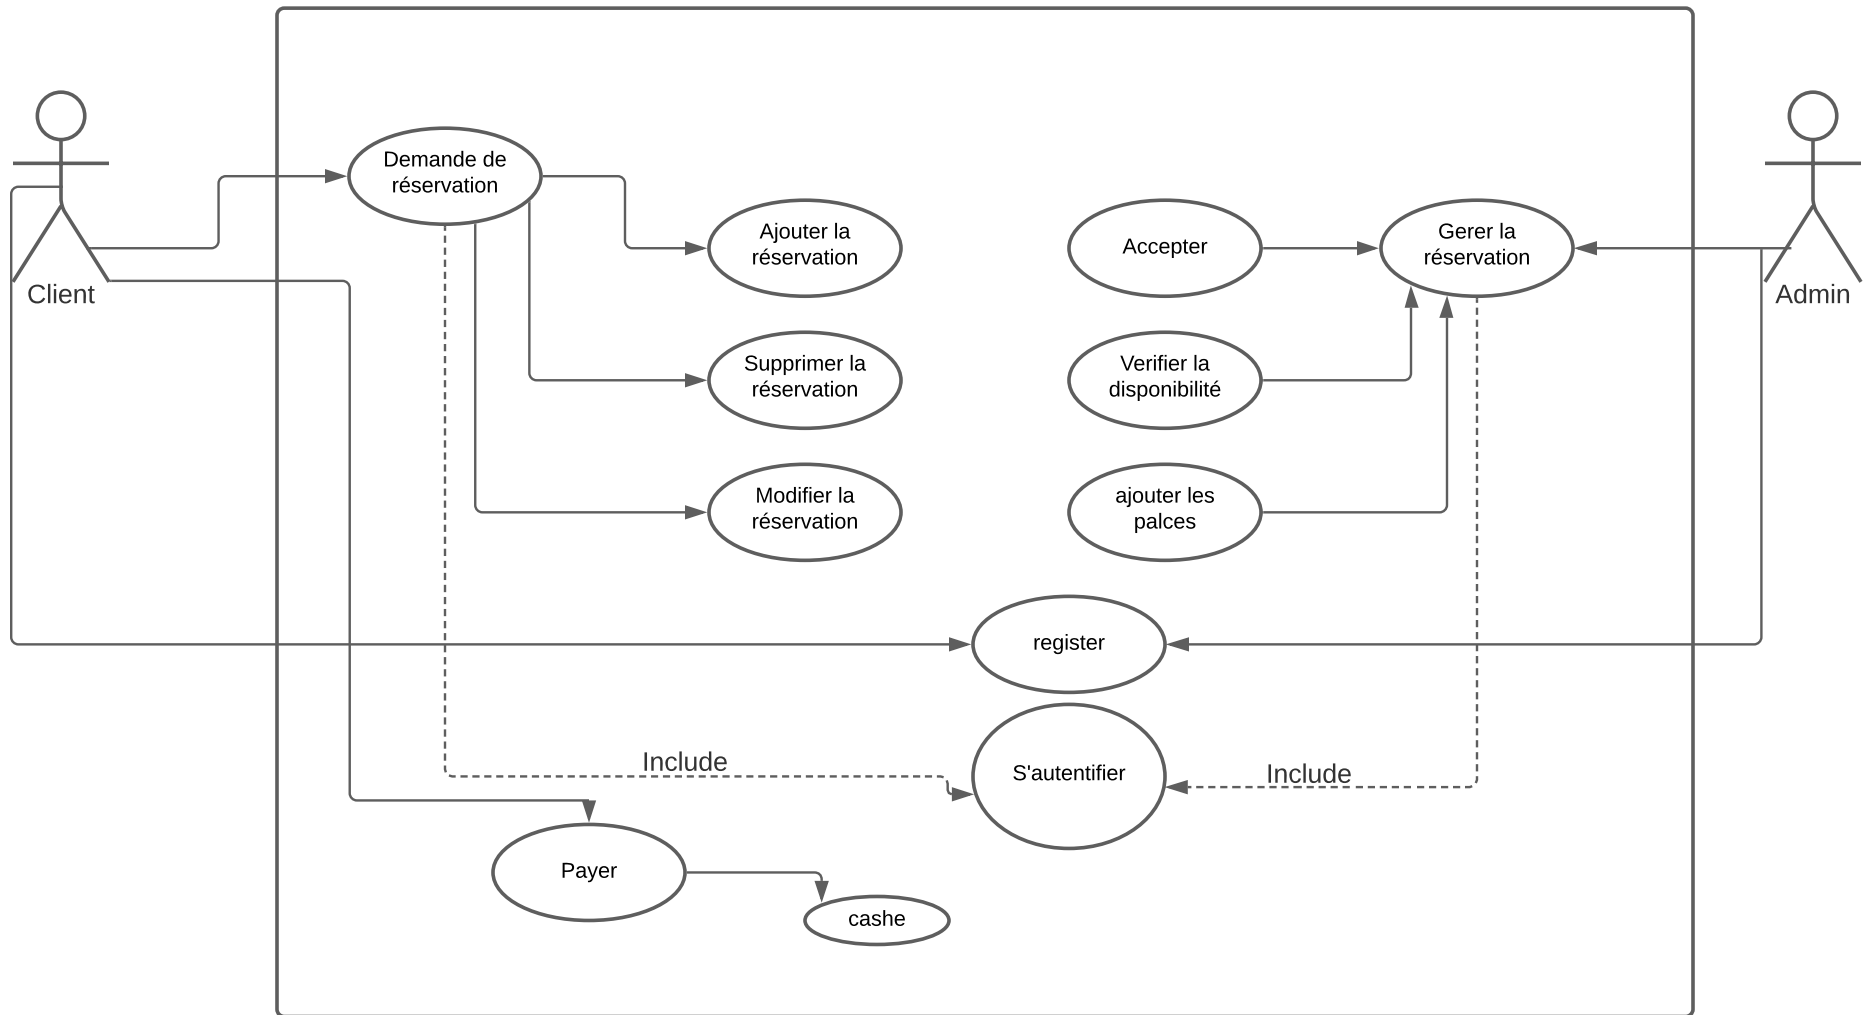 Demande de
réservation
Ajouter la
réservation
Accepter
Gerer la
réservation
Client
Admin
Supprimer la
réservation
Verifier la
disponibilité
Modifier la
réservation
ajouter les
palces
register
Include
S'autentifier
Include
Payer
cashe